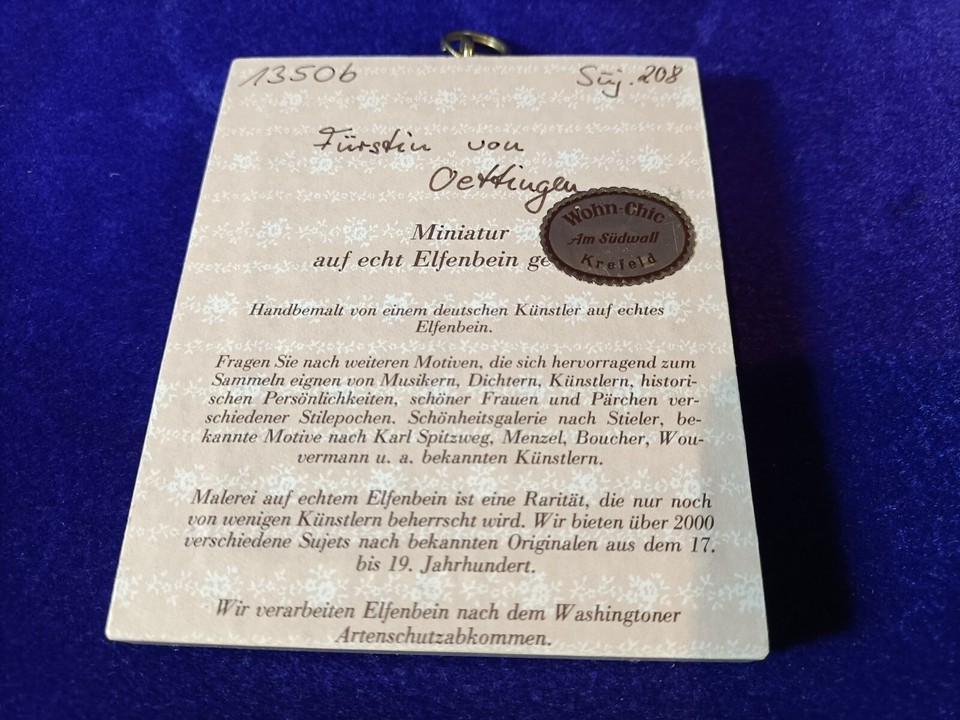 13506 Suj. 208
Fürstin von
Oettingen
Miniatur
auf echt Elfenbein ge
Wohn-Chic
Am Südwall
Krefeld
Handbemalt von einem deutschen Künstler auf echtes
Elfenbein.
Fragen Sie nach weiteren Motiven, die sich hervorragend zum
Sammeln eignen von Musikern, Dichtern, Künstlern, histori-
schen Persönlichkeiten, schöner Frauen und Pärchen ver-
schiedener Stilepochen. Schönheitsgalerie nach Stieler, be-
kannte Motive nach Karl Spitzweg, Menzel, Boucher, Wou-
vermann u. a. bekannten Künstlern.
Malerei auf echtem Elfenbein ist eine Rarität, die nur noch
von wenigen Künstlern beherrscht wird. Wir bieten über 2000
verschiedene Sujets nach bekannten Originalen aus dem 17.
bis 19. Jahrhundert.
Wir verarbeiten Elfenbein nach dem Washingtoner
Artenschutzabkommen.